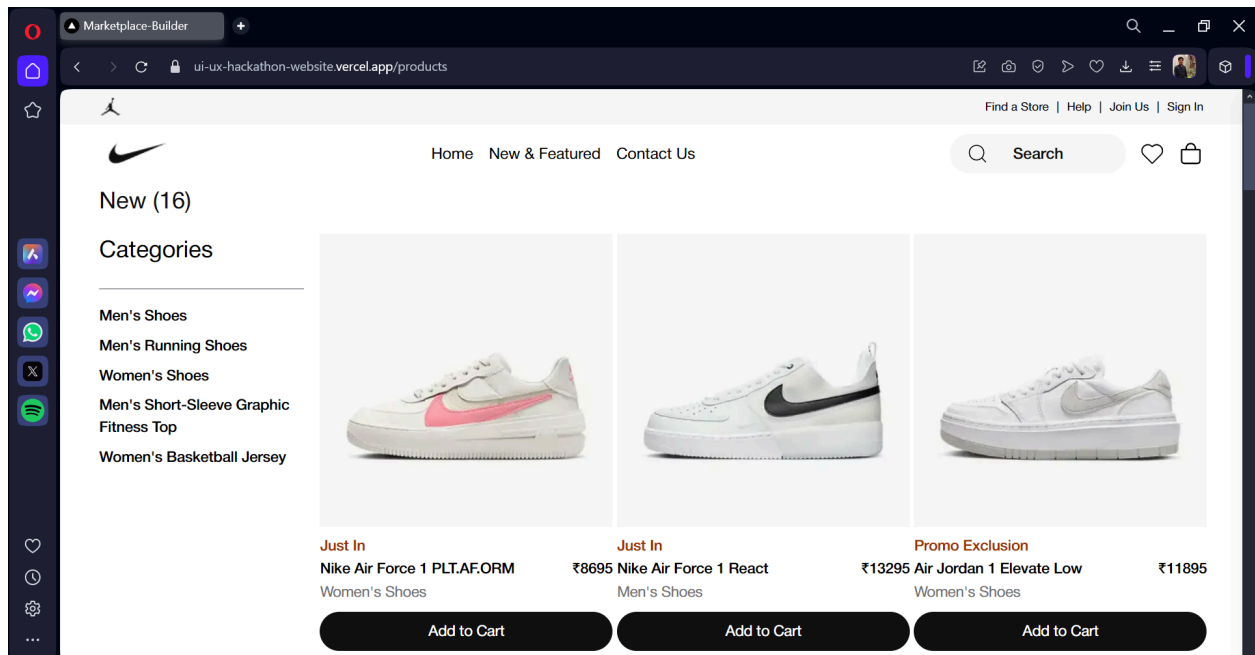 Marketplace-Builder
ui-ux-hackathon-website.vercel.app/products
Find a Store | Help | Join Us | Sign In
Home New & Featured Contact Us Search
New (16)
Categories
Men's Shoes
Men's Running Shoes
Women's Shoes
Men's Short-Sleeve Graphic
Fitness Top
Women's Basketball Jersey
Just In
Nike Air Force 1 PLT.AF.ORM ₹8695
Women's Shoes
Add to Cart
Just In
Nike Air Force 1 React ₹13295
Men's Shoes
Add to Cart
Promo Exclusion
Air Jordan 1 Elevate Low ₹11895
Women's Shoes
Add to Cart